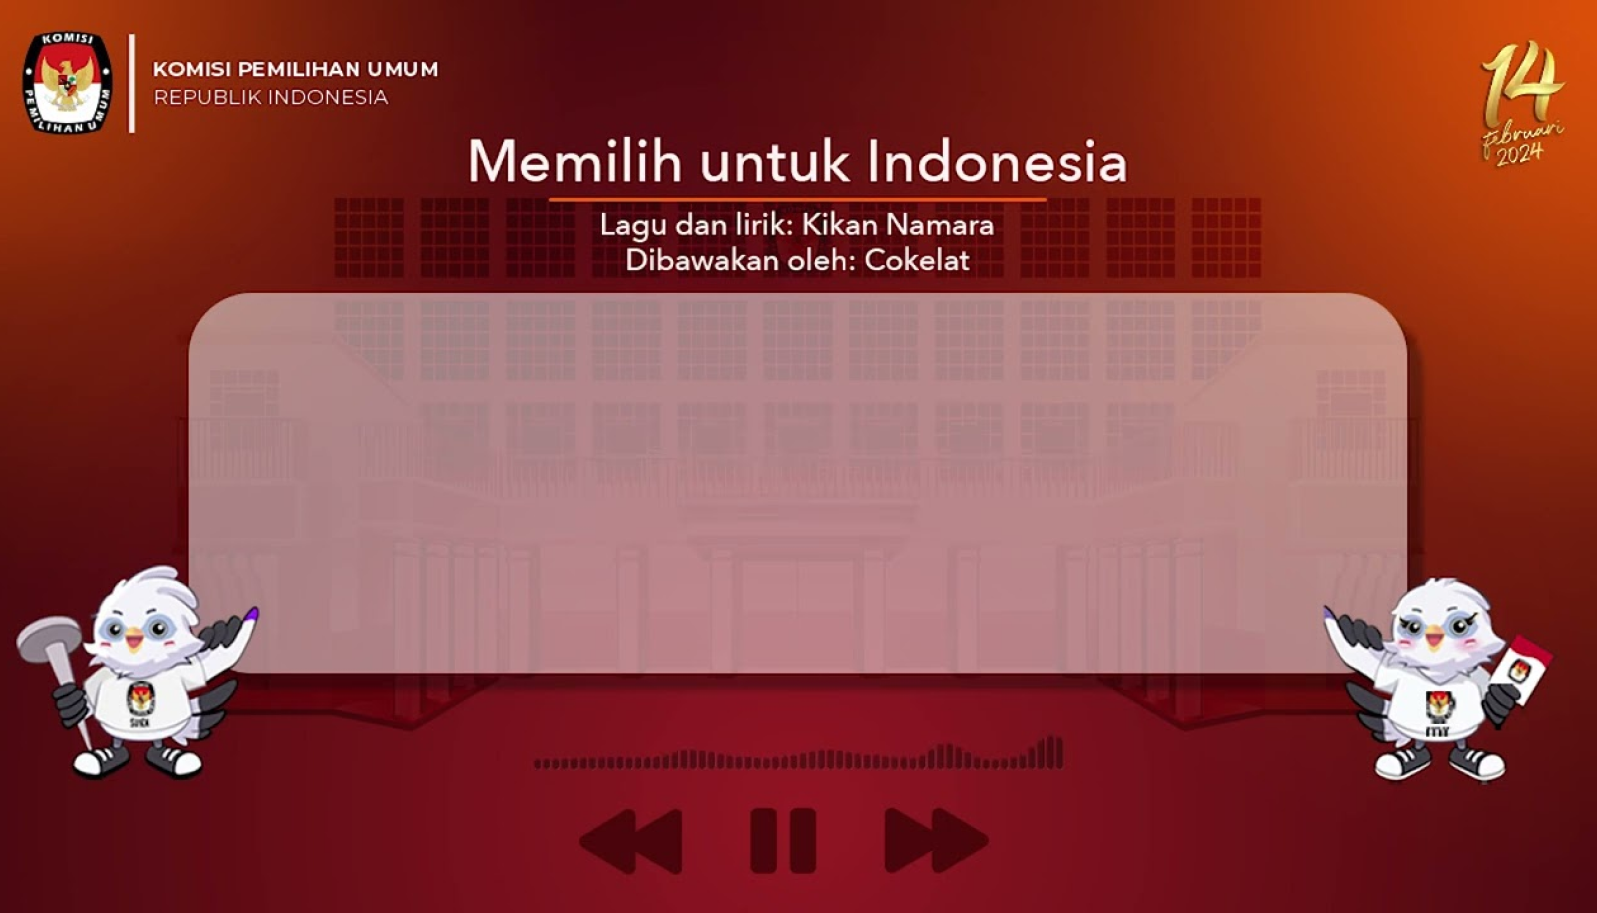 KOMISI
PEMILIHAN UMUM
KOMISI PEMILIHAN UMUM
REPUBLIK INDONESIA
14
februari
2024
Memilih untuk Indonesia
Lagu dan lirik: Kikan Namara
Dibawakan oleh: Cokelat